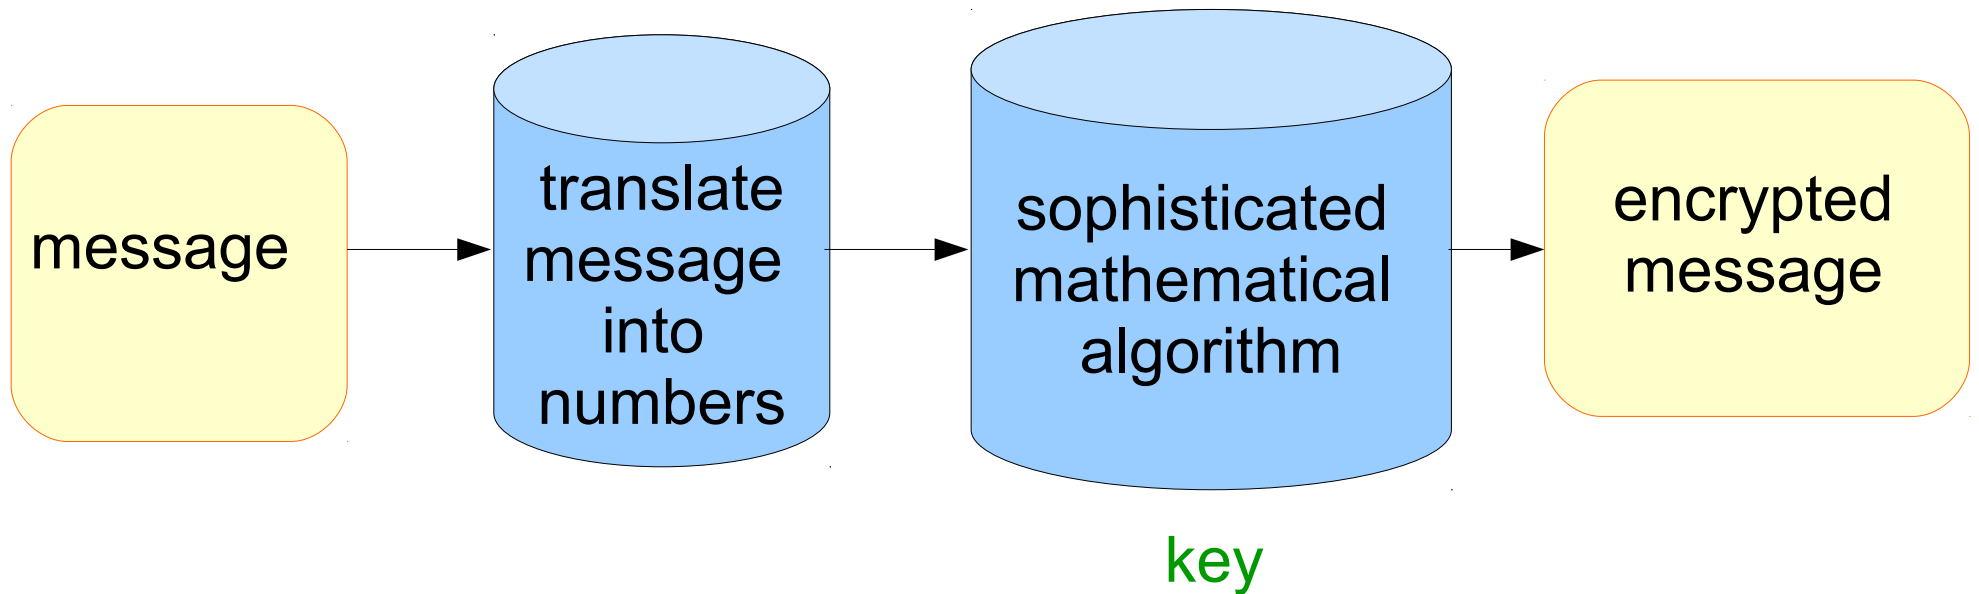 message
translate
message
into
numbers
sophisticated
mathematical
algorithm
encrypted
message
key